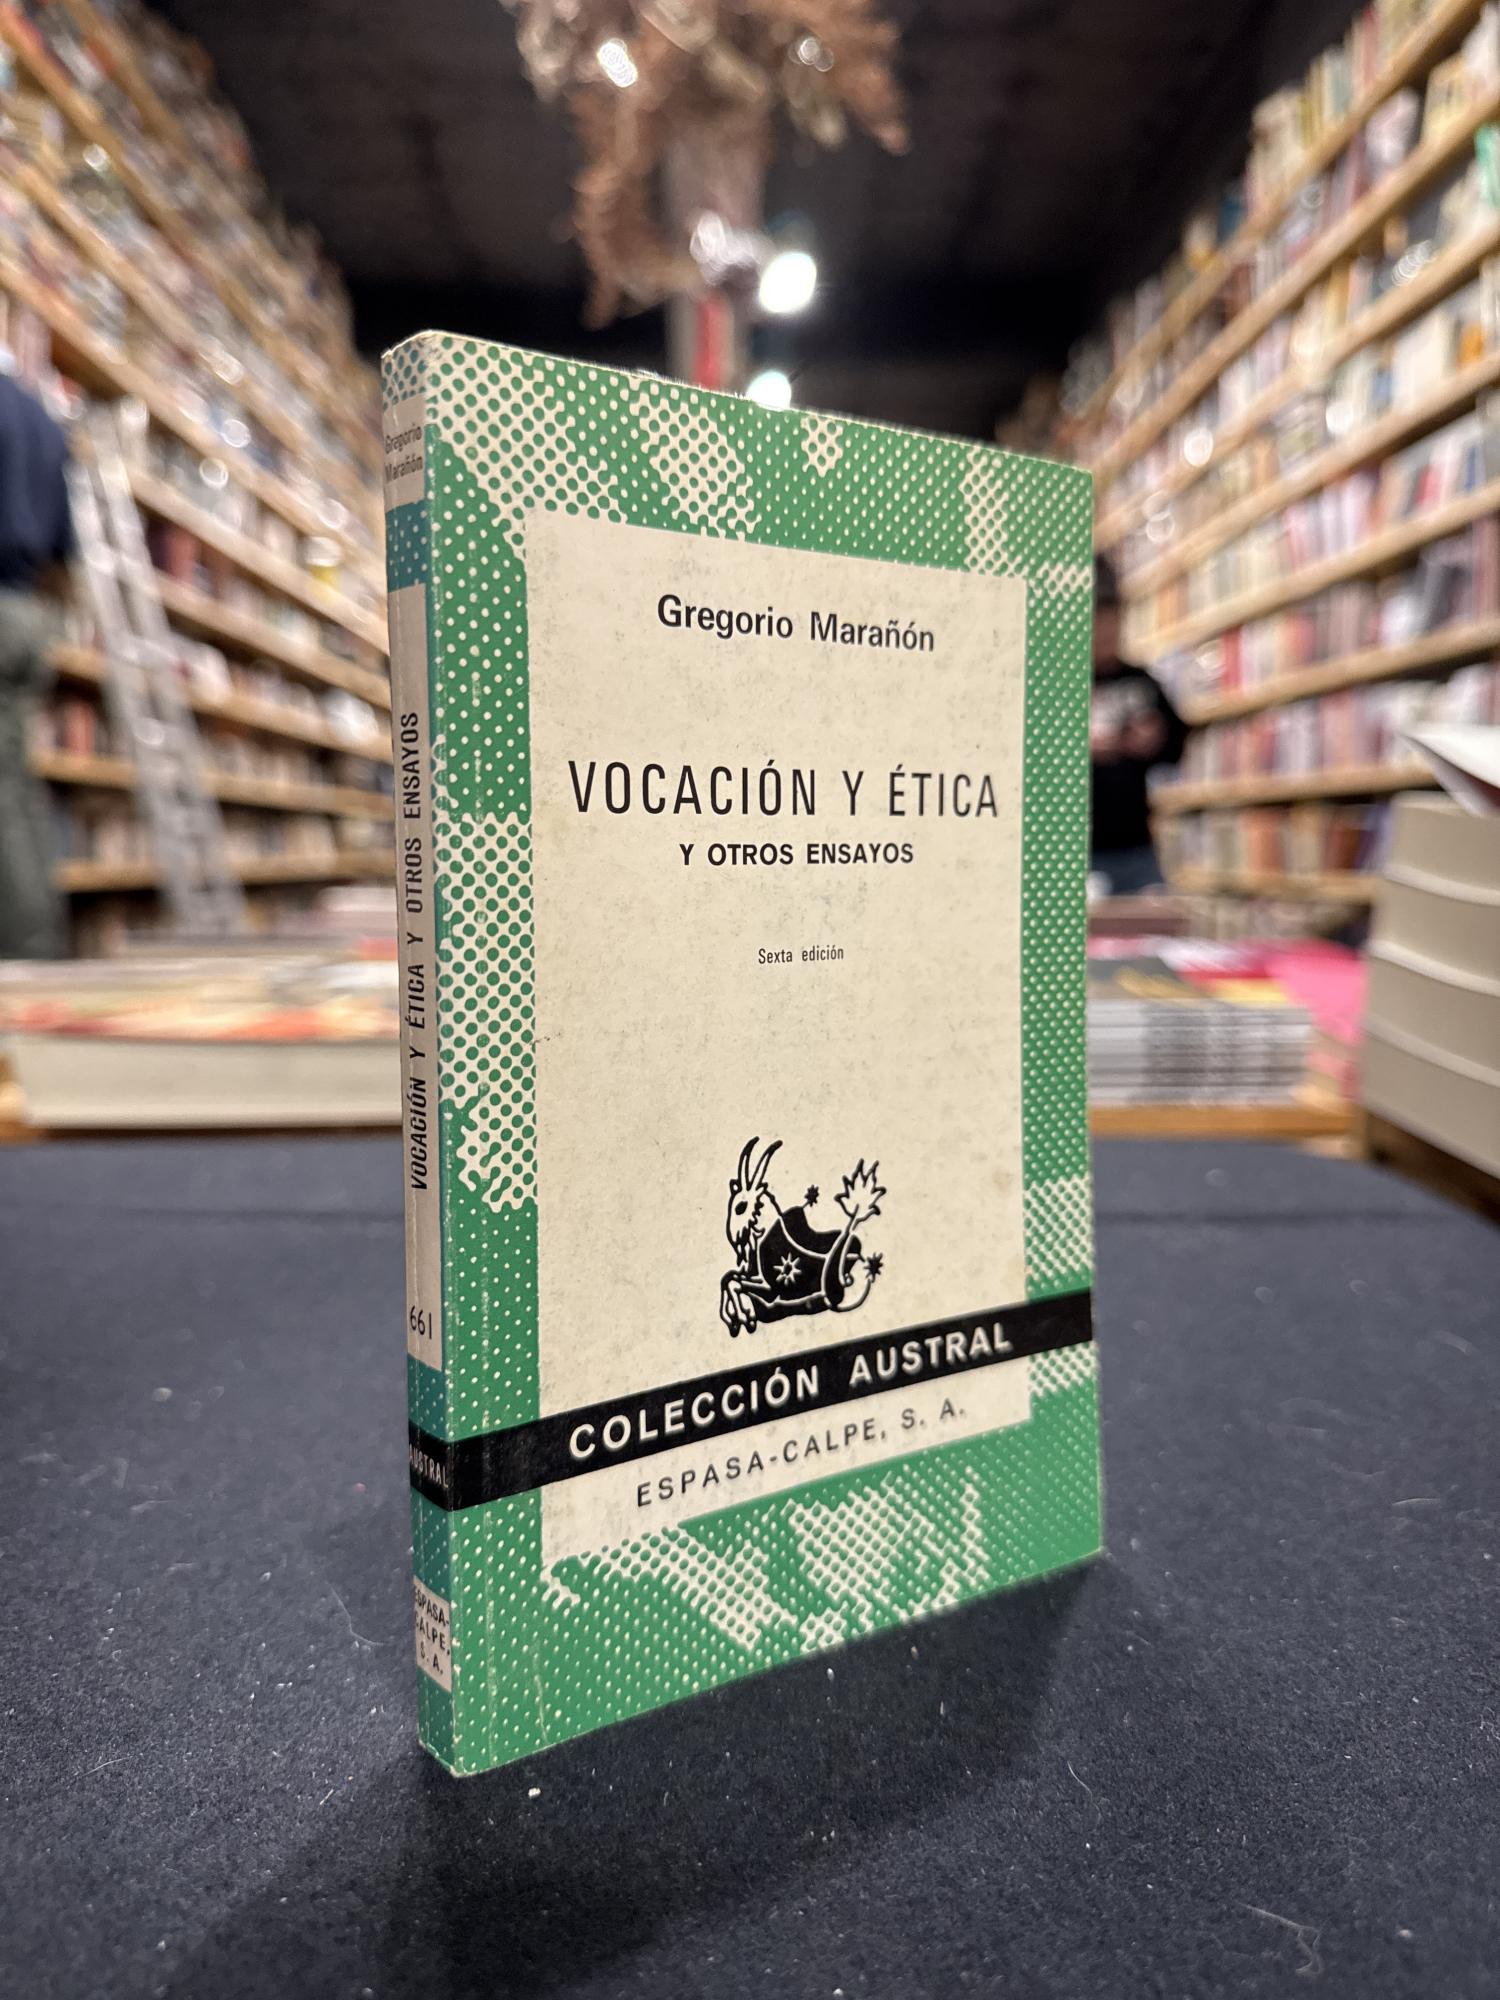 Gregorio Marañón
VOCACIÓN Y ÉTICA
Y OTROS ENSAYOS
Sexta edición
COLECCIÓN AUSTRAL
ESPASA-CALPE, S. A.
Gregorio
Marañón
VOCACIÓN Y ÉTICA Y OTROS ENSAYOS
661
AUSTRAL
ESPASA-
CALPE,
S. A.